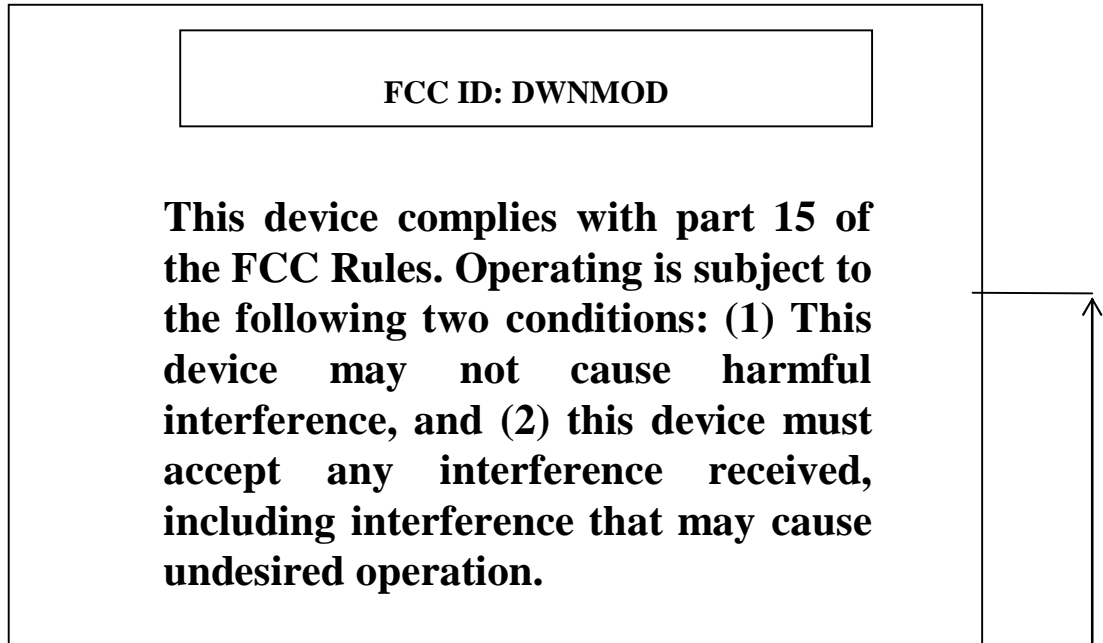 FCC ID: DWNMOD
This device complies with part 15 of
the FCC Rules. Operating is subject to
the following two conditions: (1) This
device may not cause harmful
interference, and (2) this device must
accept any interference received,
including interference that may cause
undesired operation.